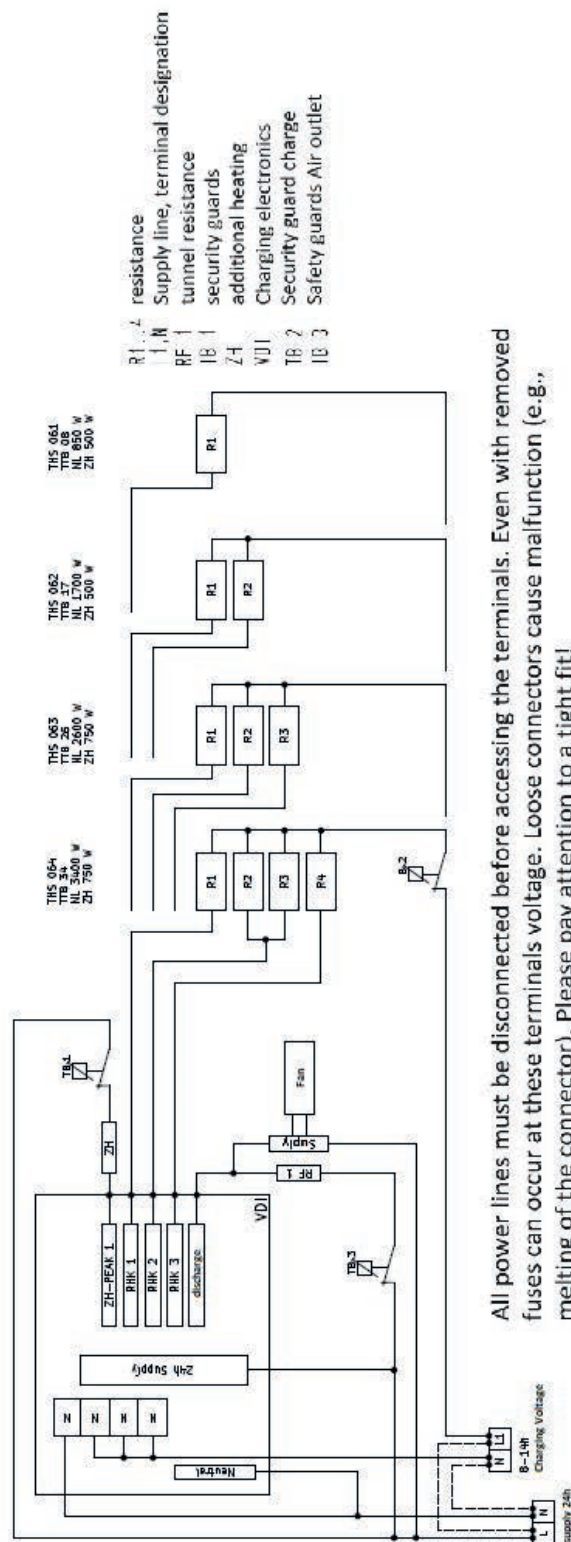 THS 064
TTB 34
NL 3400 W
ZH 750 W
THS 063
TTB 26
NL 2600 W
ZH 750 W
THS 062
TTB 17
NL 1700 W
ZH 500 W
THS 061
TTB 08
NL 850 W
ZH 500 W
R1..4 resistance
1,N Supply line, terminal designation
RF 1 tunnel resistance
IB 1 security guards
ZH additional heating
VDI Charging electronics
TB 2 Security guard charge
IB 3 Safety guards Air outlet
TB.1
ZH
ZH-PEAK 1
RHK 1
RHK 2
RHK 3
discharge
VDI
24h Supply
N
N
N
N
Neutral
R1
R2
R3
R4
R1
R2
R3
R1
R2
R1
Fan
Suply
RF 1
TB.3
B.2
N
L1
8-14h
Charging Voltage
L
N
supply 24h
All power lines must be disconnected before accessing the terminals. Even with removed
fuses can occur at these terminals voltage. Loose connectors cause malfunction (e.g.,
melting of the connector). Please pay attention to a tight fit!